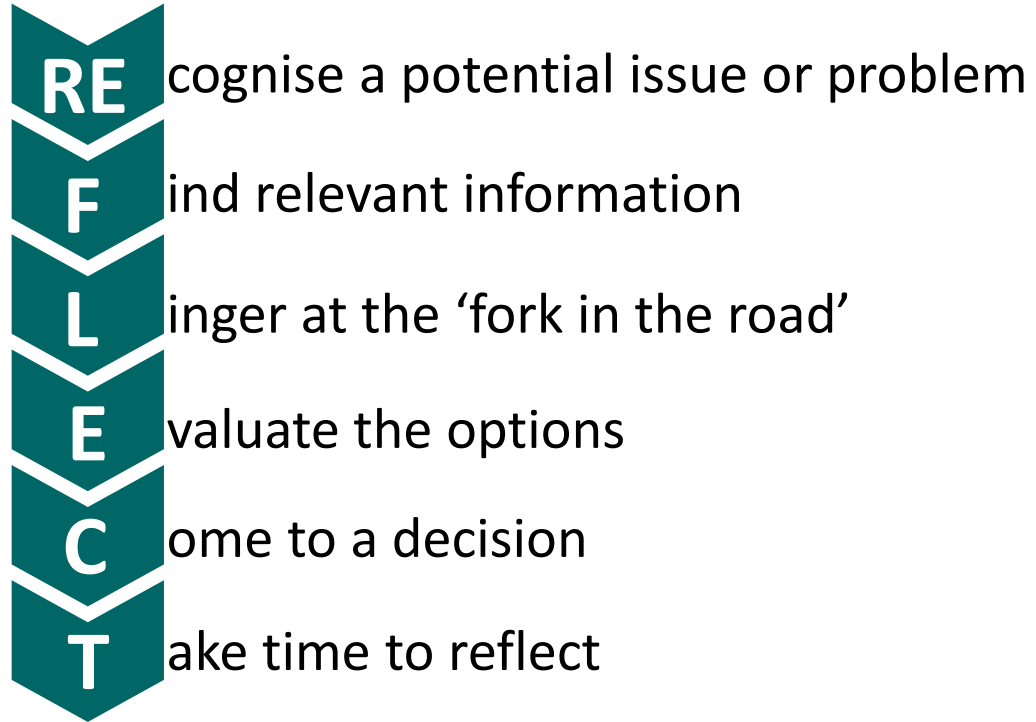 REcognise a potential issue or problem
Find relevant information
Linger at the ‘fork in the road’
Evaluate the options
Come to a decision
Take time to reflect